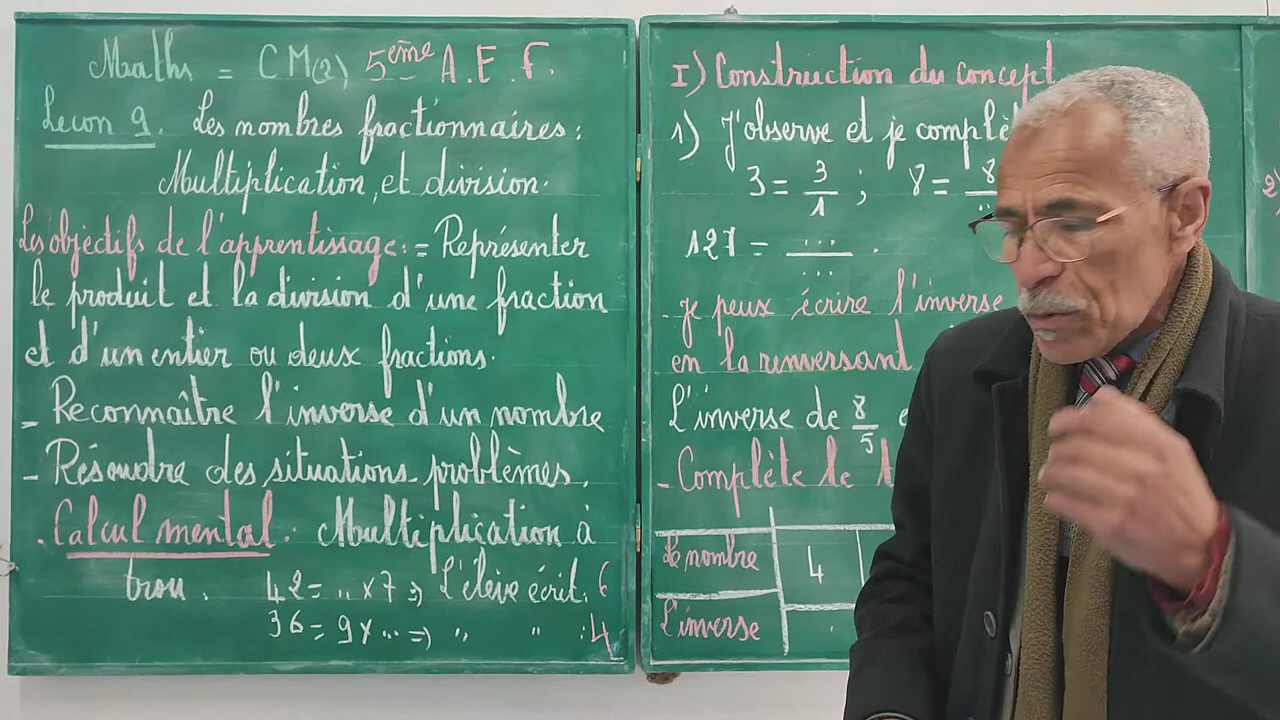 Maths = CM(2) 5ème A.E.F.
Leçon 9. Les nombres fractionnaires :
Multiplication et division.
Les objectifs de l'apprentissage : = Représenter
le produit et la division d'une fraction
et d'un entier ou deux fractions.
- Reconnaître l'inverse d'un nombre
- Résoudre des situations problèmes.
. Calcul mental. Multiplication à
trou. 42 = .. x 7 => L'élève écrit. 6
36 = 9 x ... => " " : 4
I) Construction du concept
1) J'observe et je complè
3 = 3/1 ; 8 = 8/..
127 = .../... .
. je peux écrire l'inverse
en la renversant
L'inverse de 8/5 e
- Complète le
Le nombre 4
L'inverse .